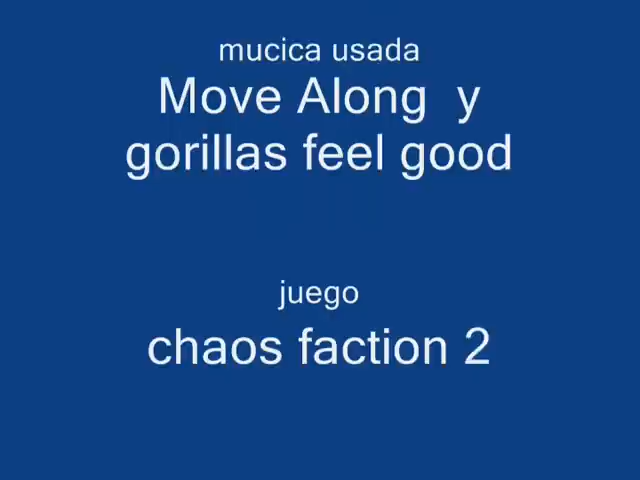 mucica usada
Move Along y
gorillas feel good
juego
chaos faction 2